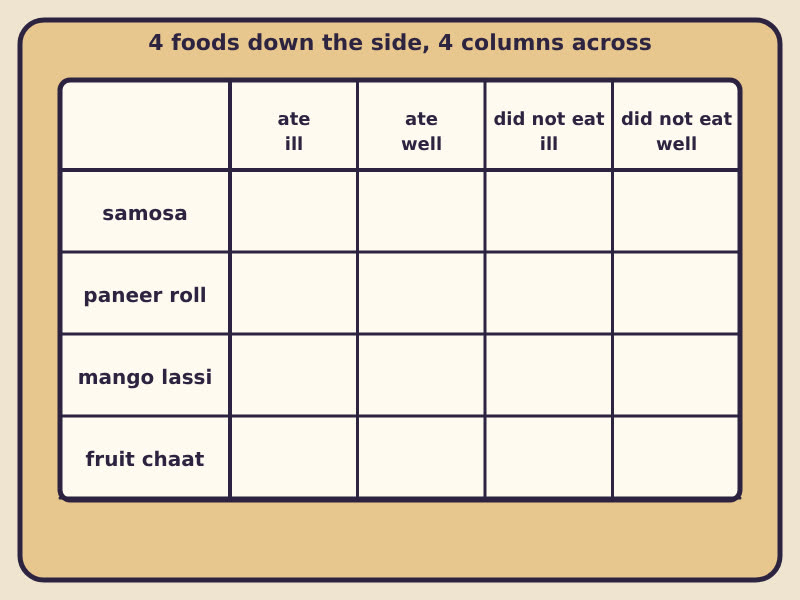 4 foods down the side, 4 columns across
ate
ill
ate
well
did not eat
ill
did not eat
well
samosa
paneer roll
mango lassi
fruit chaat